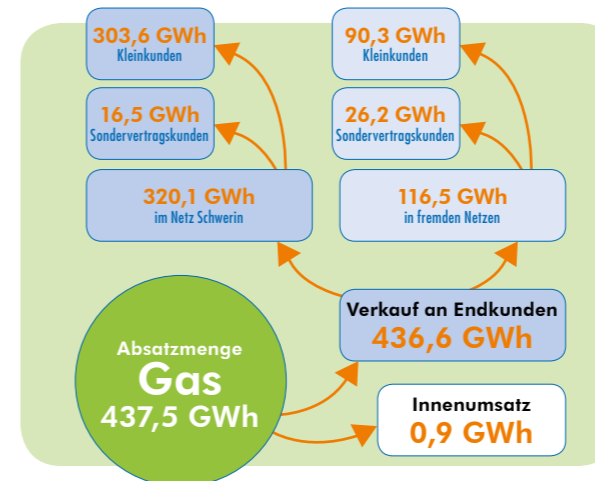 303,6 GWh
Kleinkunden
90,3 GWh
Kleinkunden
16,5 GWh
Sondervertragskunden
26,2 GWh
Sondervertragskunden
320,1 GWh
im Netz Schwerin
116,5 GWh
in fremden Netzen
Verkauf an Endkunden
436,6 GWh
Absatzmenge
Gas
437,5 GWh
Innenumsatz
0,9 GWh